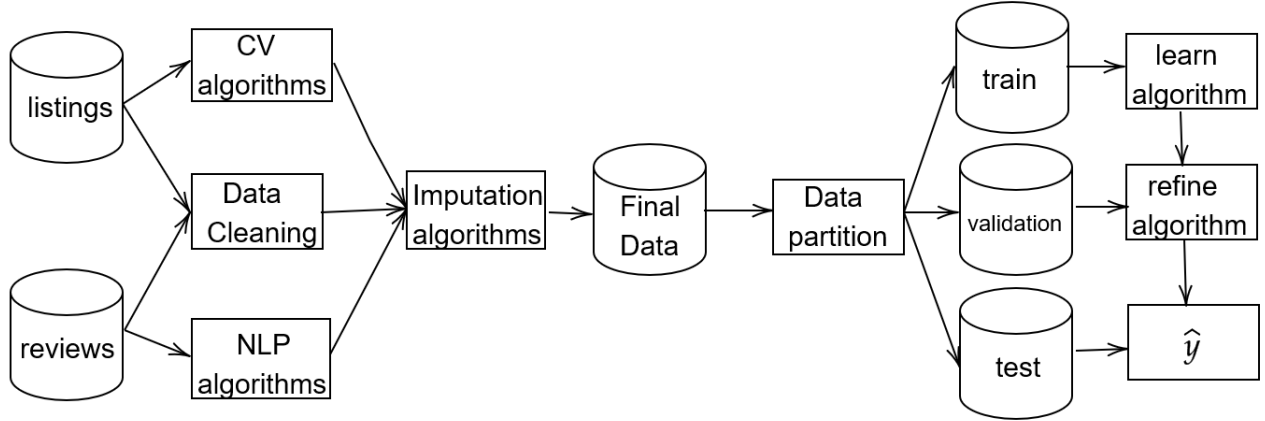 listings
reviews
CV
algorithms
Data
Cleaning
NLP
algorithms
Imputation
algorithms
Final
Data
Data
partition
train
validation
test
learn
algorithm
refine
algorithm
ŷ